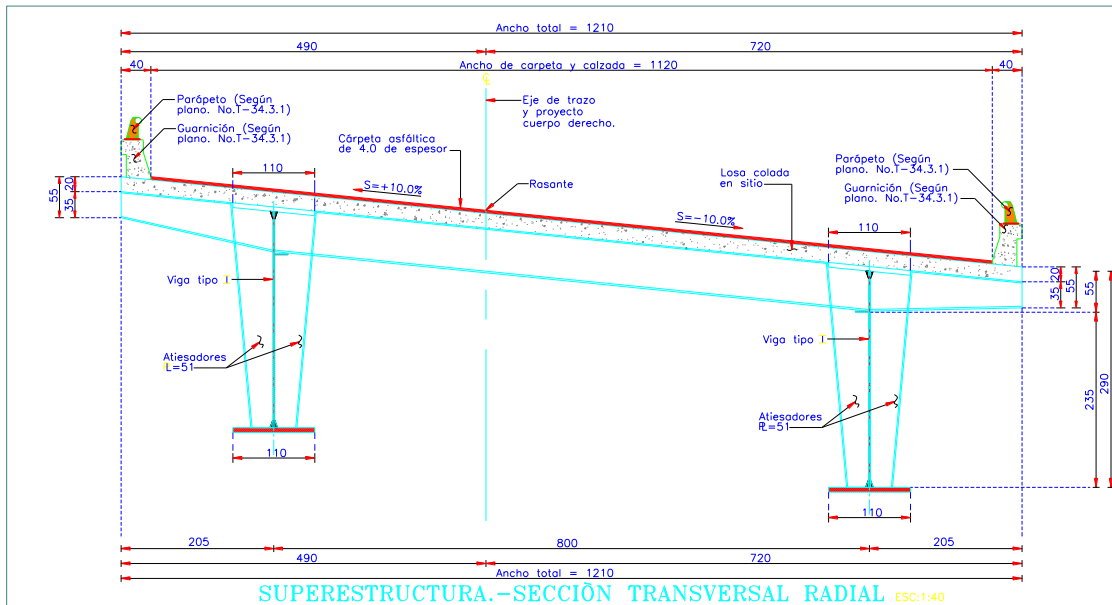 Ancho total = 1210
490
720
40
Ancho de carpeta y calzada = 1120
40
Parápeto (Según
plano. No.T-34.3.1)
Guarnición (Según
plano. No.T-34.3.1)
Eje de trazo
y proyecto
cuerpo derecho.
Cárpeta asfáltica
de 4.0 de espesor
110
S=+10.0%
Rasante
Losa colada
en sitio
Parápeto (Según
plano. No.T-34.3.1)
Guarnición (Según
plano. No.T-34.3.1)
S=-10.0%
110
55
20
35
20
35
55
55
Viga tipo I
Viga tipo I
Atiesadores
PL=51
Atiesadores
PL=51
235
290
110
110
205
800
205
490
720
Ancho total = 1210
SUPERESTRUCTURA.-SECCIÒN TRANSVERSAL RADIAL ESC:1:40